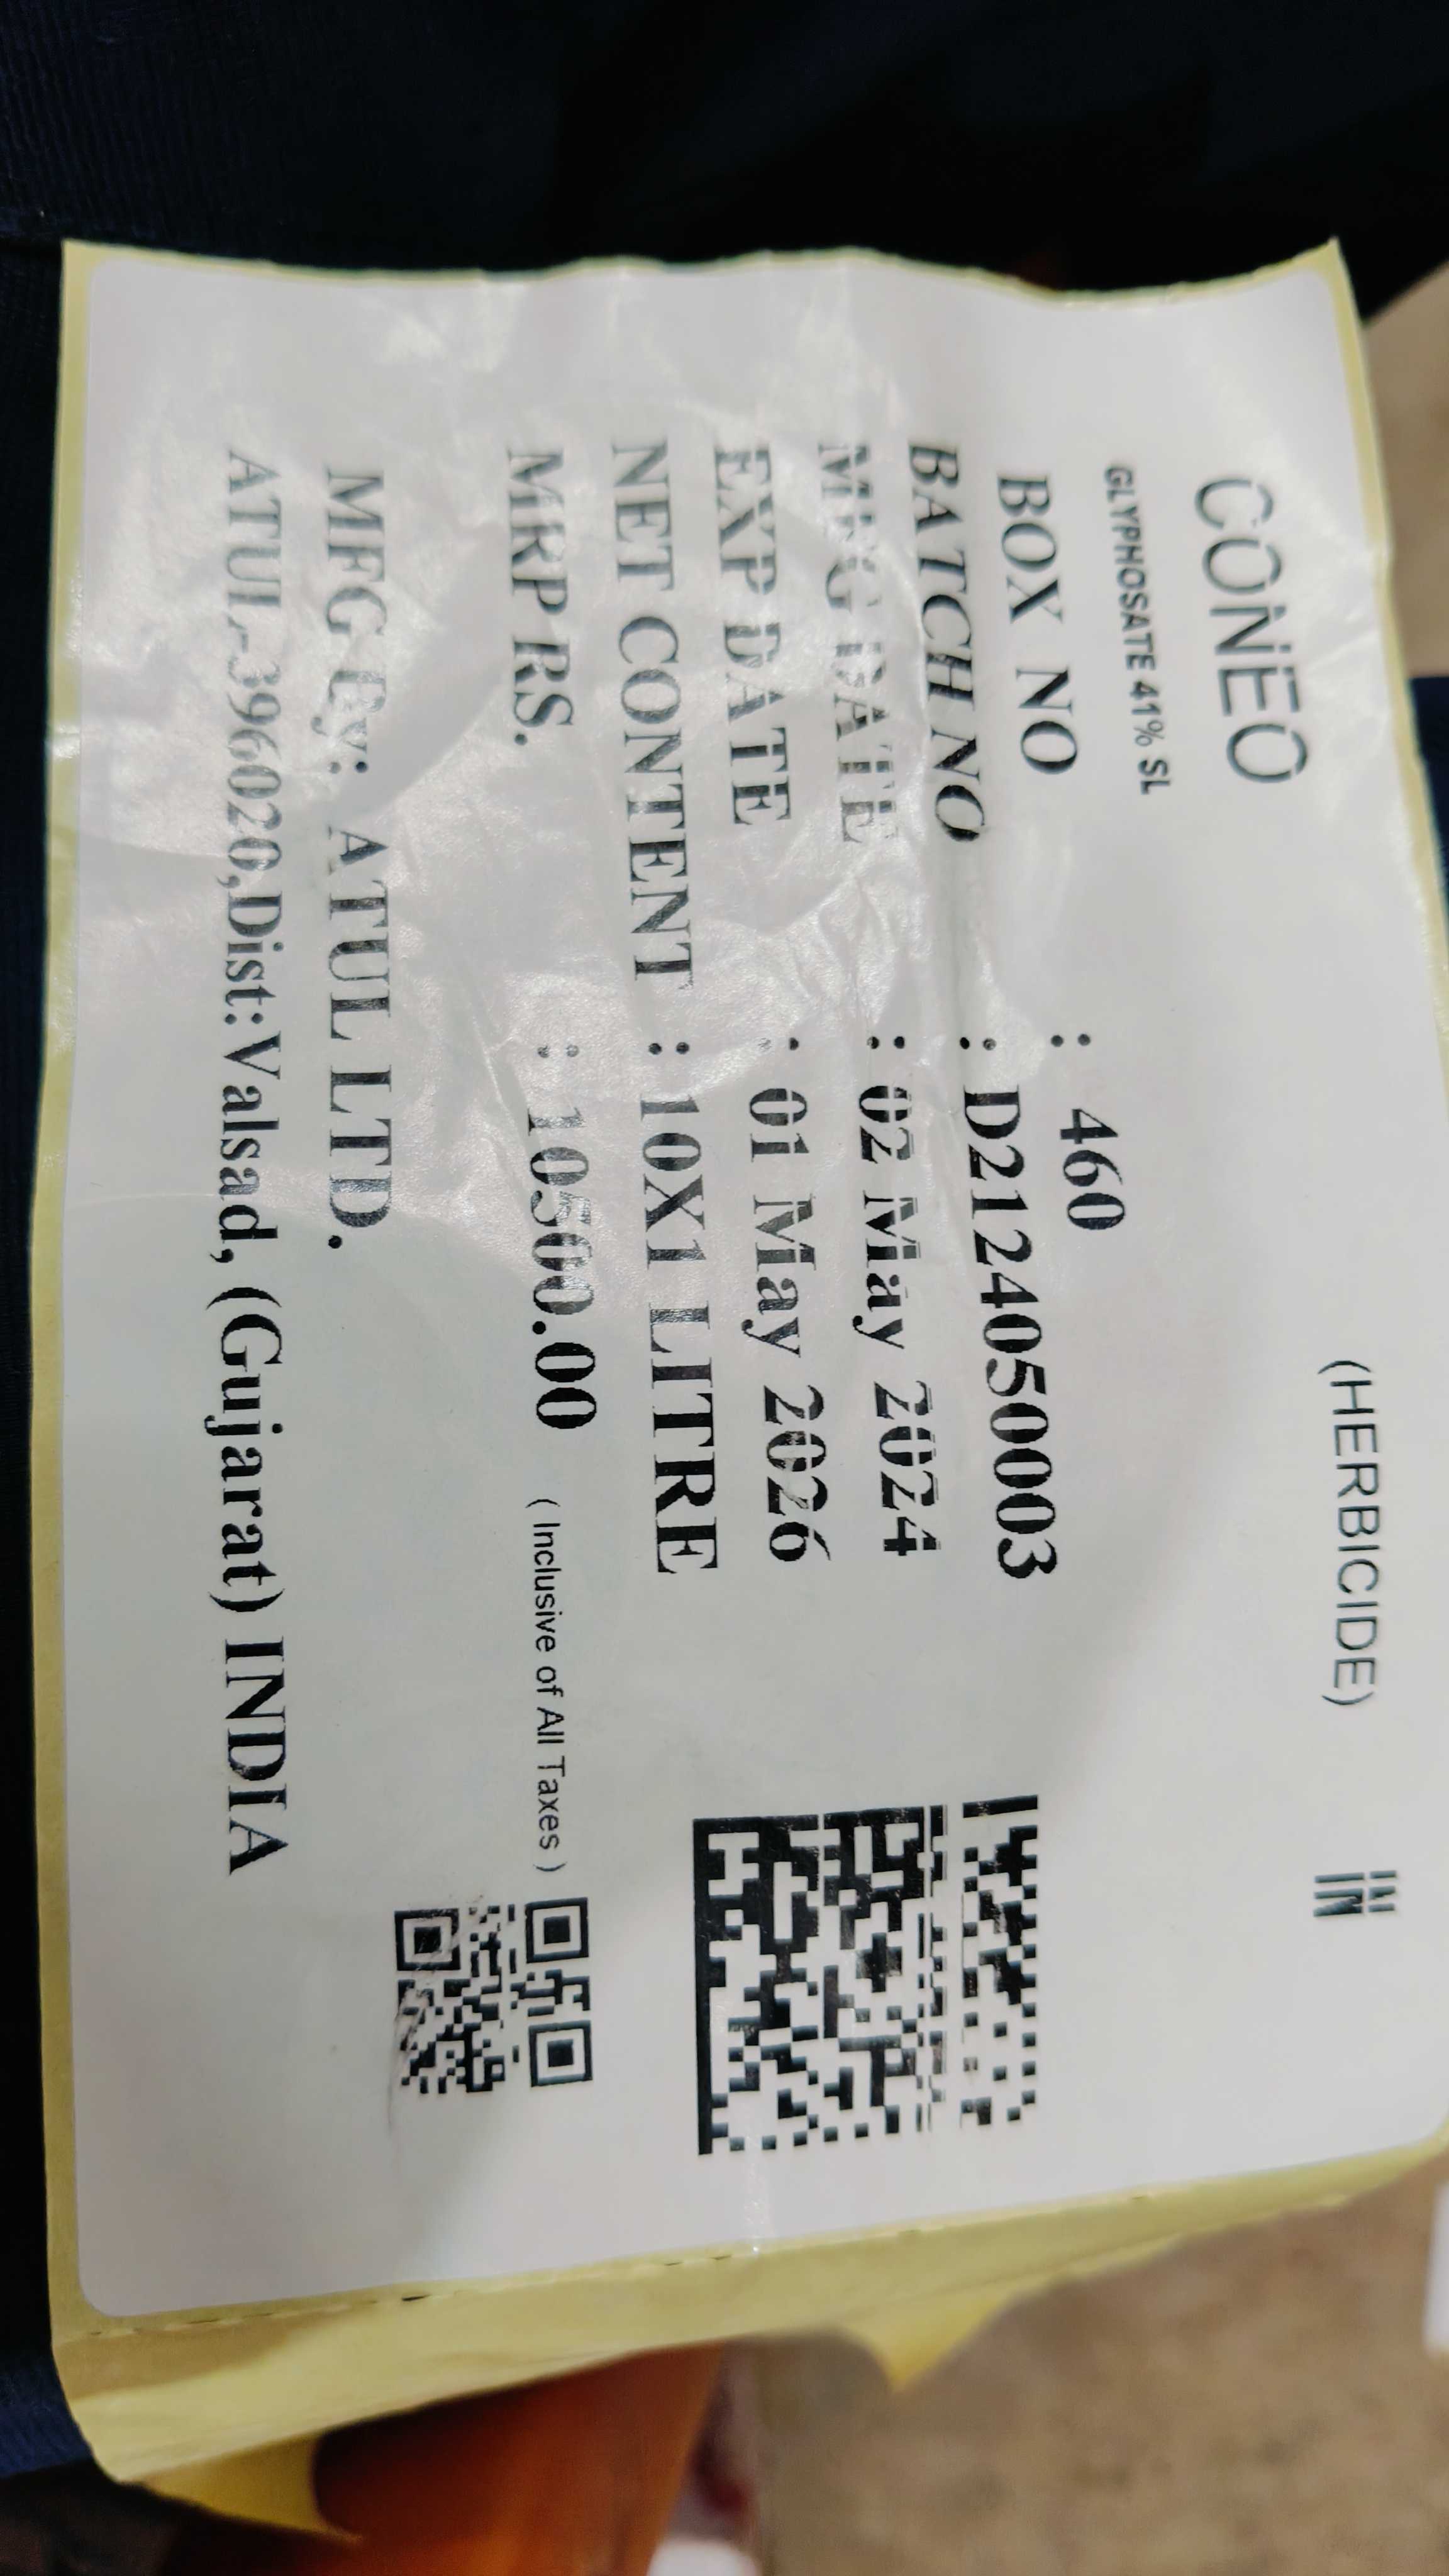 (HERBICIDE)
IN
IN
CONEO
GLYPHOSATE 41% SL
BOX NO : 460
BATCH NO : D2124050003
MFG DATE : 02 May 2024
EXP DATE : 01 May 2026
NET CONTENT : 10X1 LITRE
MRP RS. : 10500.00 ( Inclusive of All Taxes )
MFG By: ATUL LTD.
ATUL-396020,Dist:Valsad, (Gujarat) INDIA